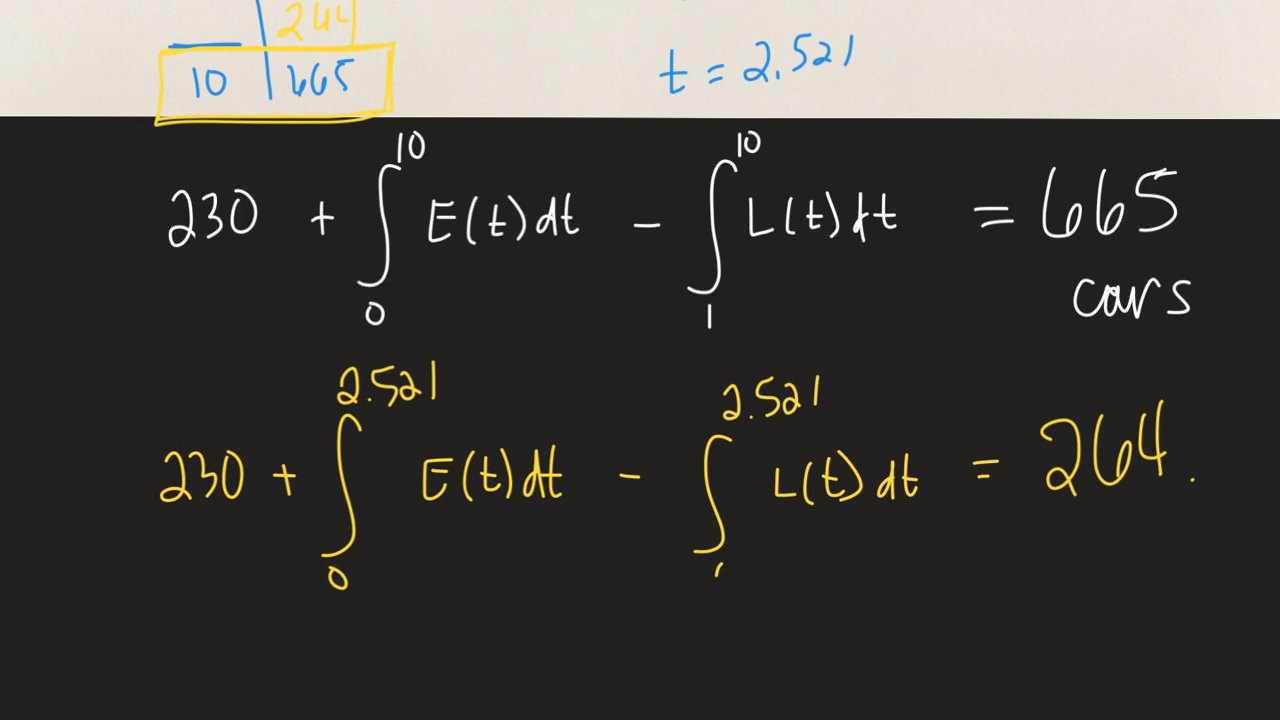 264
10 665
t = 2.521
230 + ∫₀¹⁰ E(t)dt − ∫₁¹⁰ L(t)dt = 665
cars
230 + ∫₀^2.521 E(t)dt − ∫₁^2.521 L(t)dt = 264.